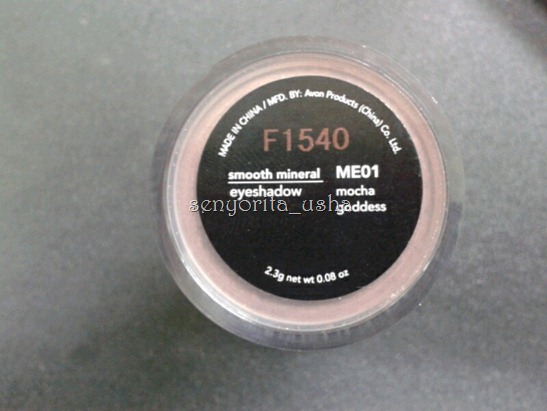 MADE IN CHINA / MFD. BY: Avon Products (China) Co. Ltd.
F1540
smooth mineral
eyeshadow
ME01
mocha
goddess
senyorita_usha
2.3g net wt 0.08 oz